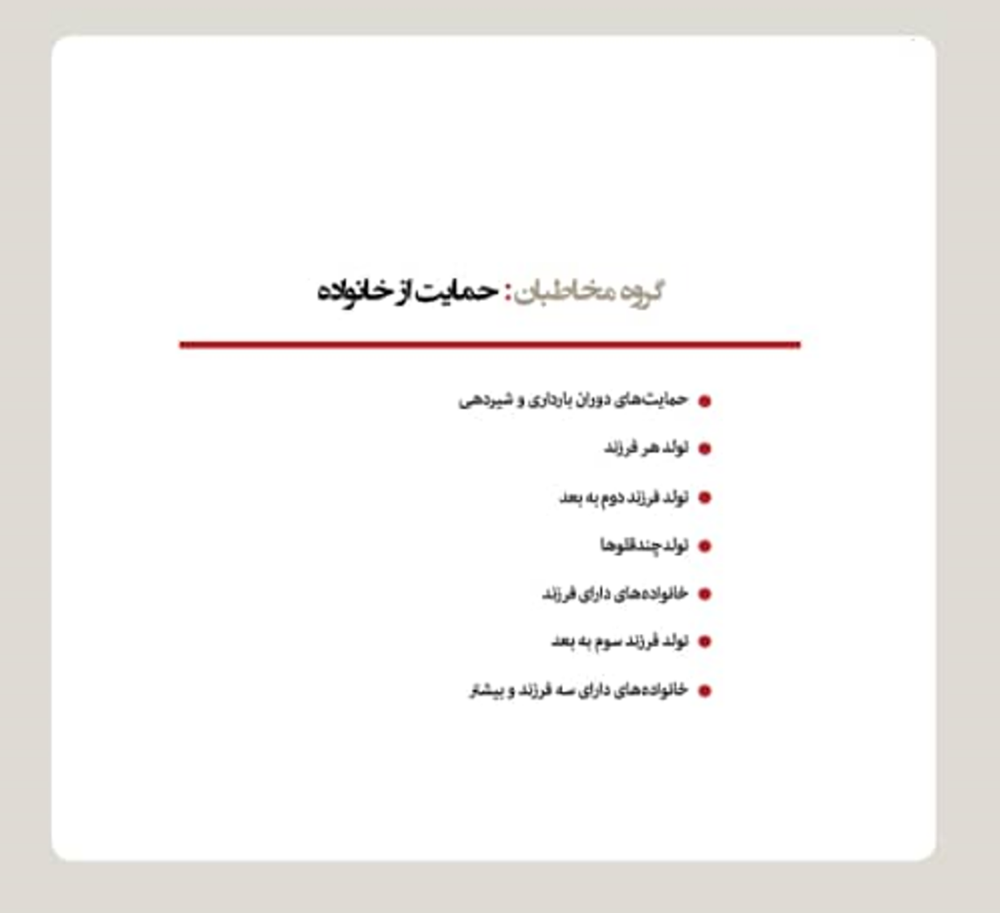 گروه مخاطبان: حمایت از خانواده
حمایت‌های دوران بارداری و شیردهی
تولد هر فرزند
تولد فرزند دوم به بعد
تولد چندقلوها
خانواده‌های دارای فرزند
تولد فرزند سوم به بعد
خانواده‌های دارای سه فرزند و بیشتر